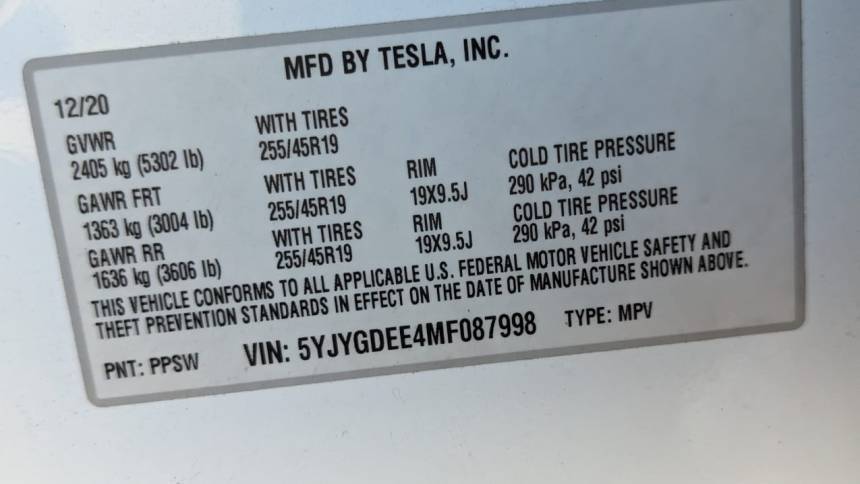 MFD BY TESLA, INC.
12/20
GVWR WITH TIRES
2405 kg (5302 lb) 255/45R19
GAWR FRT WITH TIRES RIM COLD TIRE PRESSURE
1363 kg (3004 lb) 255/45R19 19X9.5J 290 kPa, 42 psi
GAWR RR WITH TIRES RIM COLD TIRE PRESSURE
1636 kg (3606 lb) 255/45R19 19X9.5J 290 kPa, 42 psi
THIS VEHICLE CONFORMS TO ALL APPLICABLE U.S. FEDERAL MOTOR VEHICLE SAFETY AND
THEFT PREVENTION STANDARDS IN EFFECT ON THE DATE OF MANUFACTURE SHOWN ABOVE.
PNT: PPSW VIN: 5YJYGDEE4MF087998 TYPE: MPV